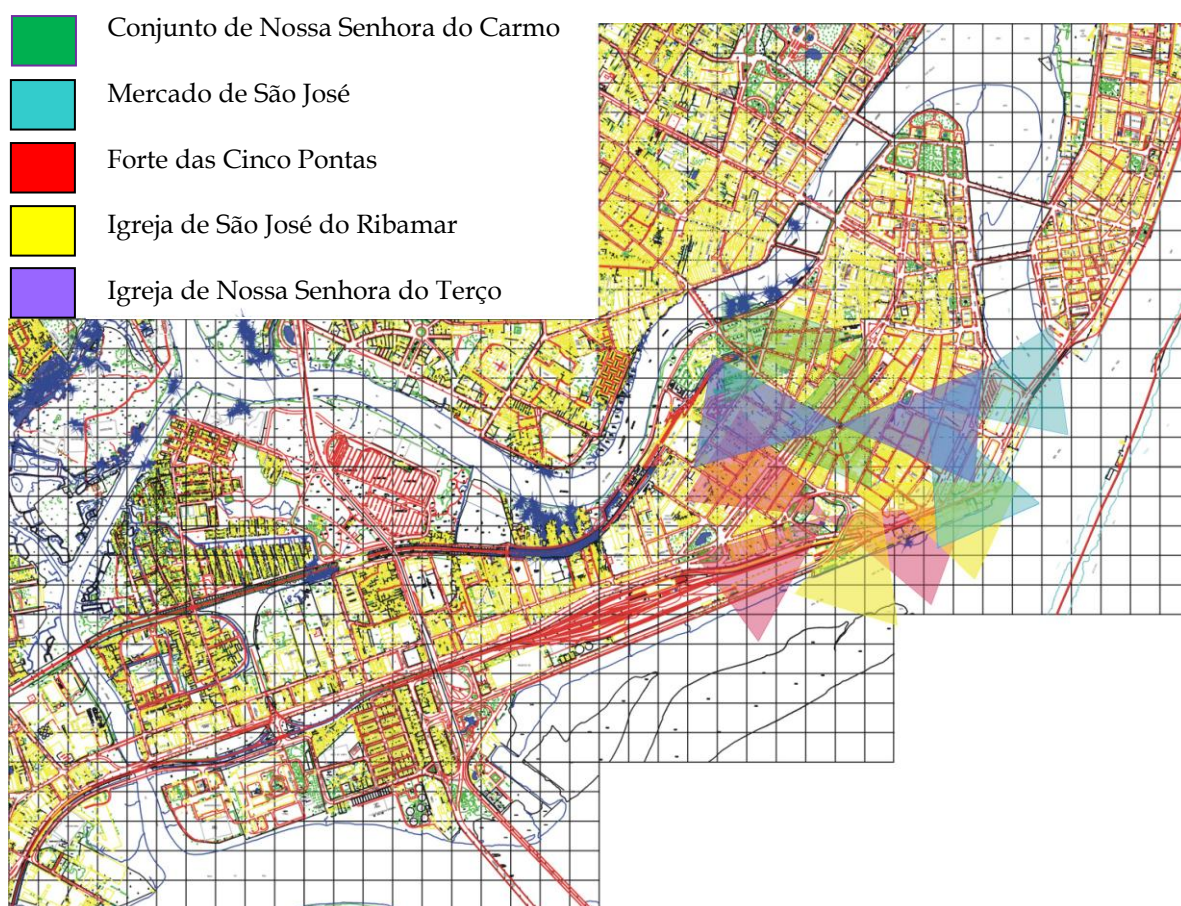 Conjunto de Nossa Senhora do Carmo
Mercado de São José
Forte das Cinco Pontas
Igreja de São José do Ribamar
Igreja de Nossa Senhora do Terço